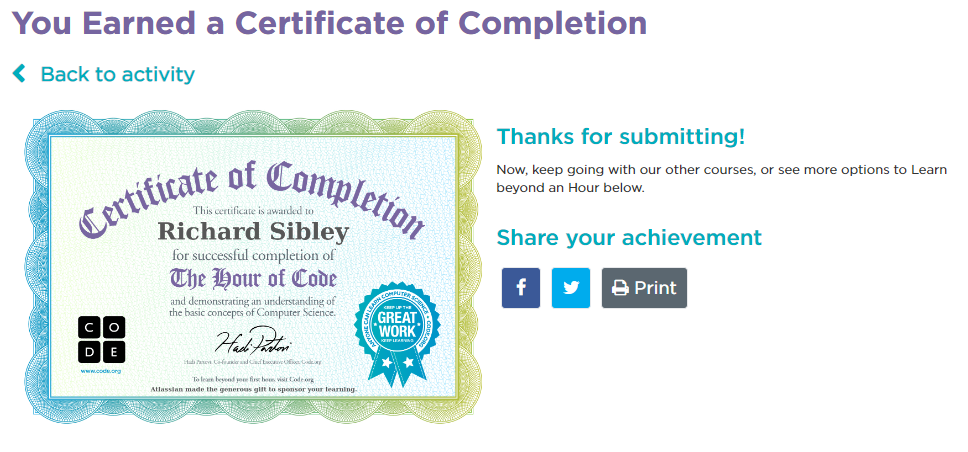 You Earned a Certificate of Completion
Back to activity
Certificate of Completion
This certificate is awarded to
Richard Sibley
for successful completion of
The Hour of Code
and demonstrating an understanding of
the basic concepts of Computer Science.
C O
D E
www.code.org
Hadi Partovi
Hadi Partovi, Co-founder and Chief Executive Officer, Code.org
To learn beyond your first hour, visit Code.org
Atlassian made the generous gift to sponsor your learning.
ANYONE CAN LEARN COMPUTER SCIENCE • CODE.ORG
KEEP UP THE
GREAT
WORK
KEEP LEARNING
Thanks for submitting!
Now, keep going with our other courses, or see more options to Learn
beyond an Hour below.
Share your achievement
Print